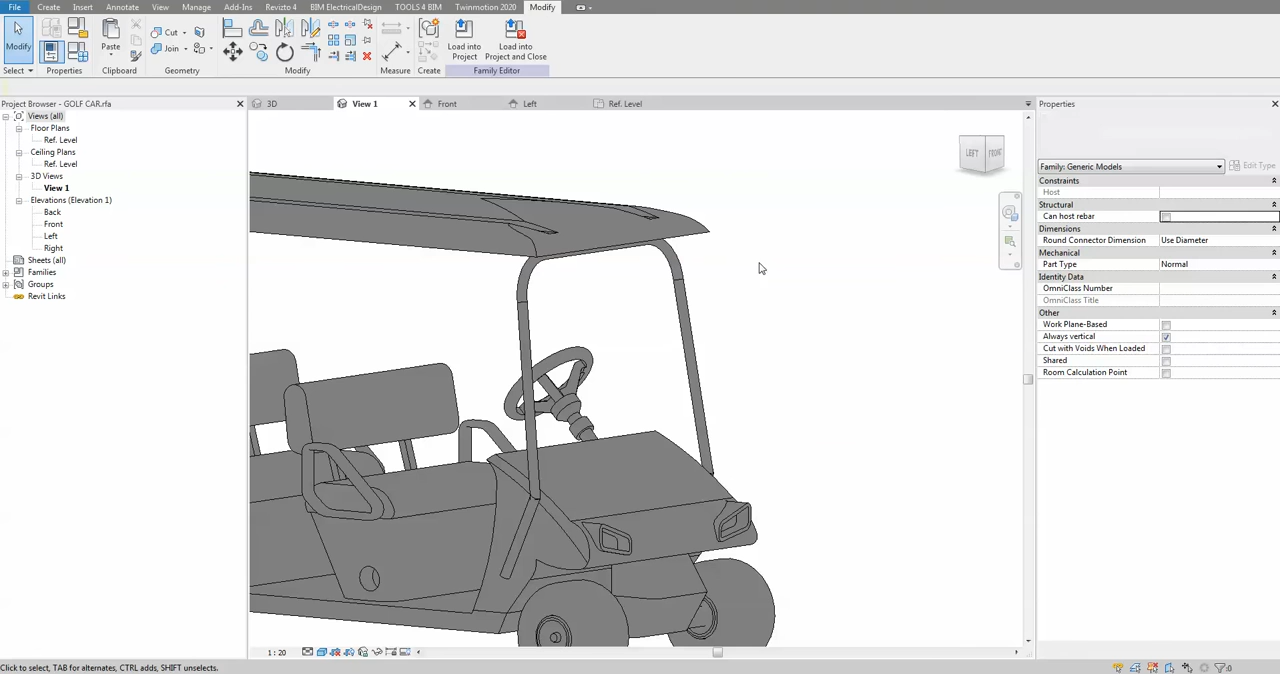 File Create Insert Annotate View Manage Add-Ins Revizto 4 BIM ElectricalDesign TOOLS 4 BIM Twinmotion 2020 Modify
Modify Paste Cut Join Load into Project Load into Project and Close
Select Properties Clipboard Geometry Modify Measure Create Family Editor
Project Browser - GOLF CAR.rfa
Views (all)
Floor Plans
Ref. Level
Ceiling Plans
Ref. Level
3D Views
View 1
Elevations (Elevation 1)
Back
Front
Left
Right
Sheets (all)
Families
Groups
Revit Links
3D View 1 Front Left Ref. Level
LEFT FRONT
1 : 20
Properties
Family: Generic Models Edit Type
Constraints
Host
Structural
Can host rebar
Dimensions
Round Connector Dimension Use Diameter
Mechanical
Part Type Normal
Identity Data
OmniClass Number
OmniClass Title
Other
Work Plane-Based
Always vertical
Cut with Voids When Loaded
Shared
Room Calculation Point
Click to select, TAB for alternates, CTRL adds, SHIFT unselects. :0